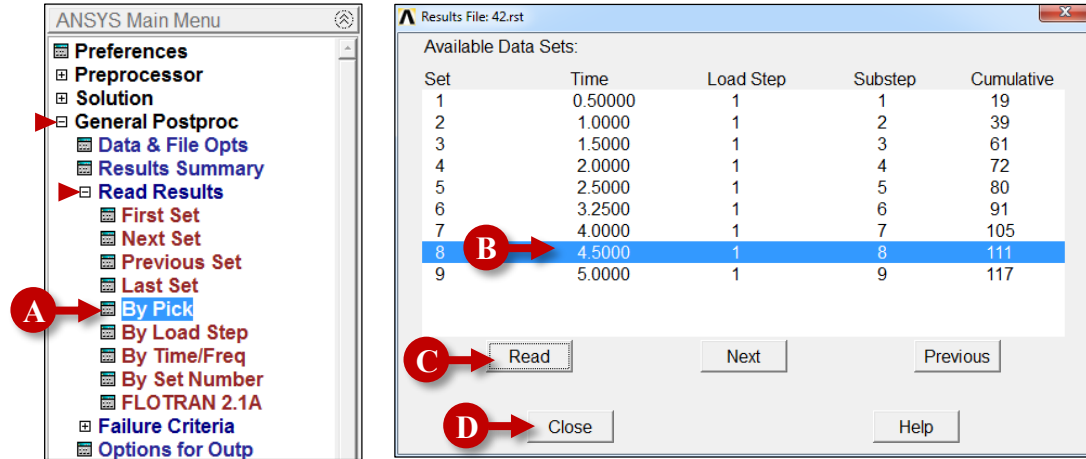 ANSYS Main Menu
Preferences
Preprocessor
Solution
General Postproc
Data & File Opts
Results Summary
Read Results
First Set
Next Set
Previous Set
Last Set
A By Pick
By Load Step
By Time/Freq
By Set Number
FLOTRAN 2.1A
Failure Criteria
Options for Outp
Results File: 42.rst
Available Data Sets:
Set Time Load Step Substep Cumulative
1 0.50000 1 1 19
2 1.0000 1 2 39
3 1.5000 1 3 61
4 2.0000 1 4 72
5 2.5000 1 5 80
6 3.2500 1 6 91
7 4.0000 1 7 105
8 B 4.5000 1 8 111
9 5.0000 1 9 117
C Read Next Previous
D Close Help